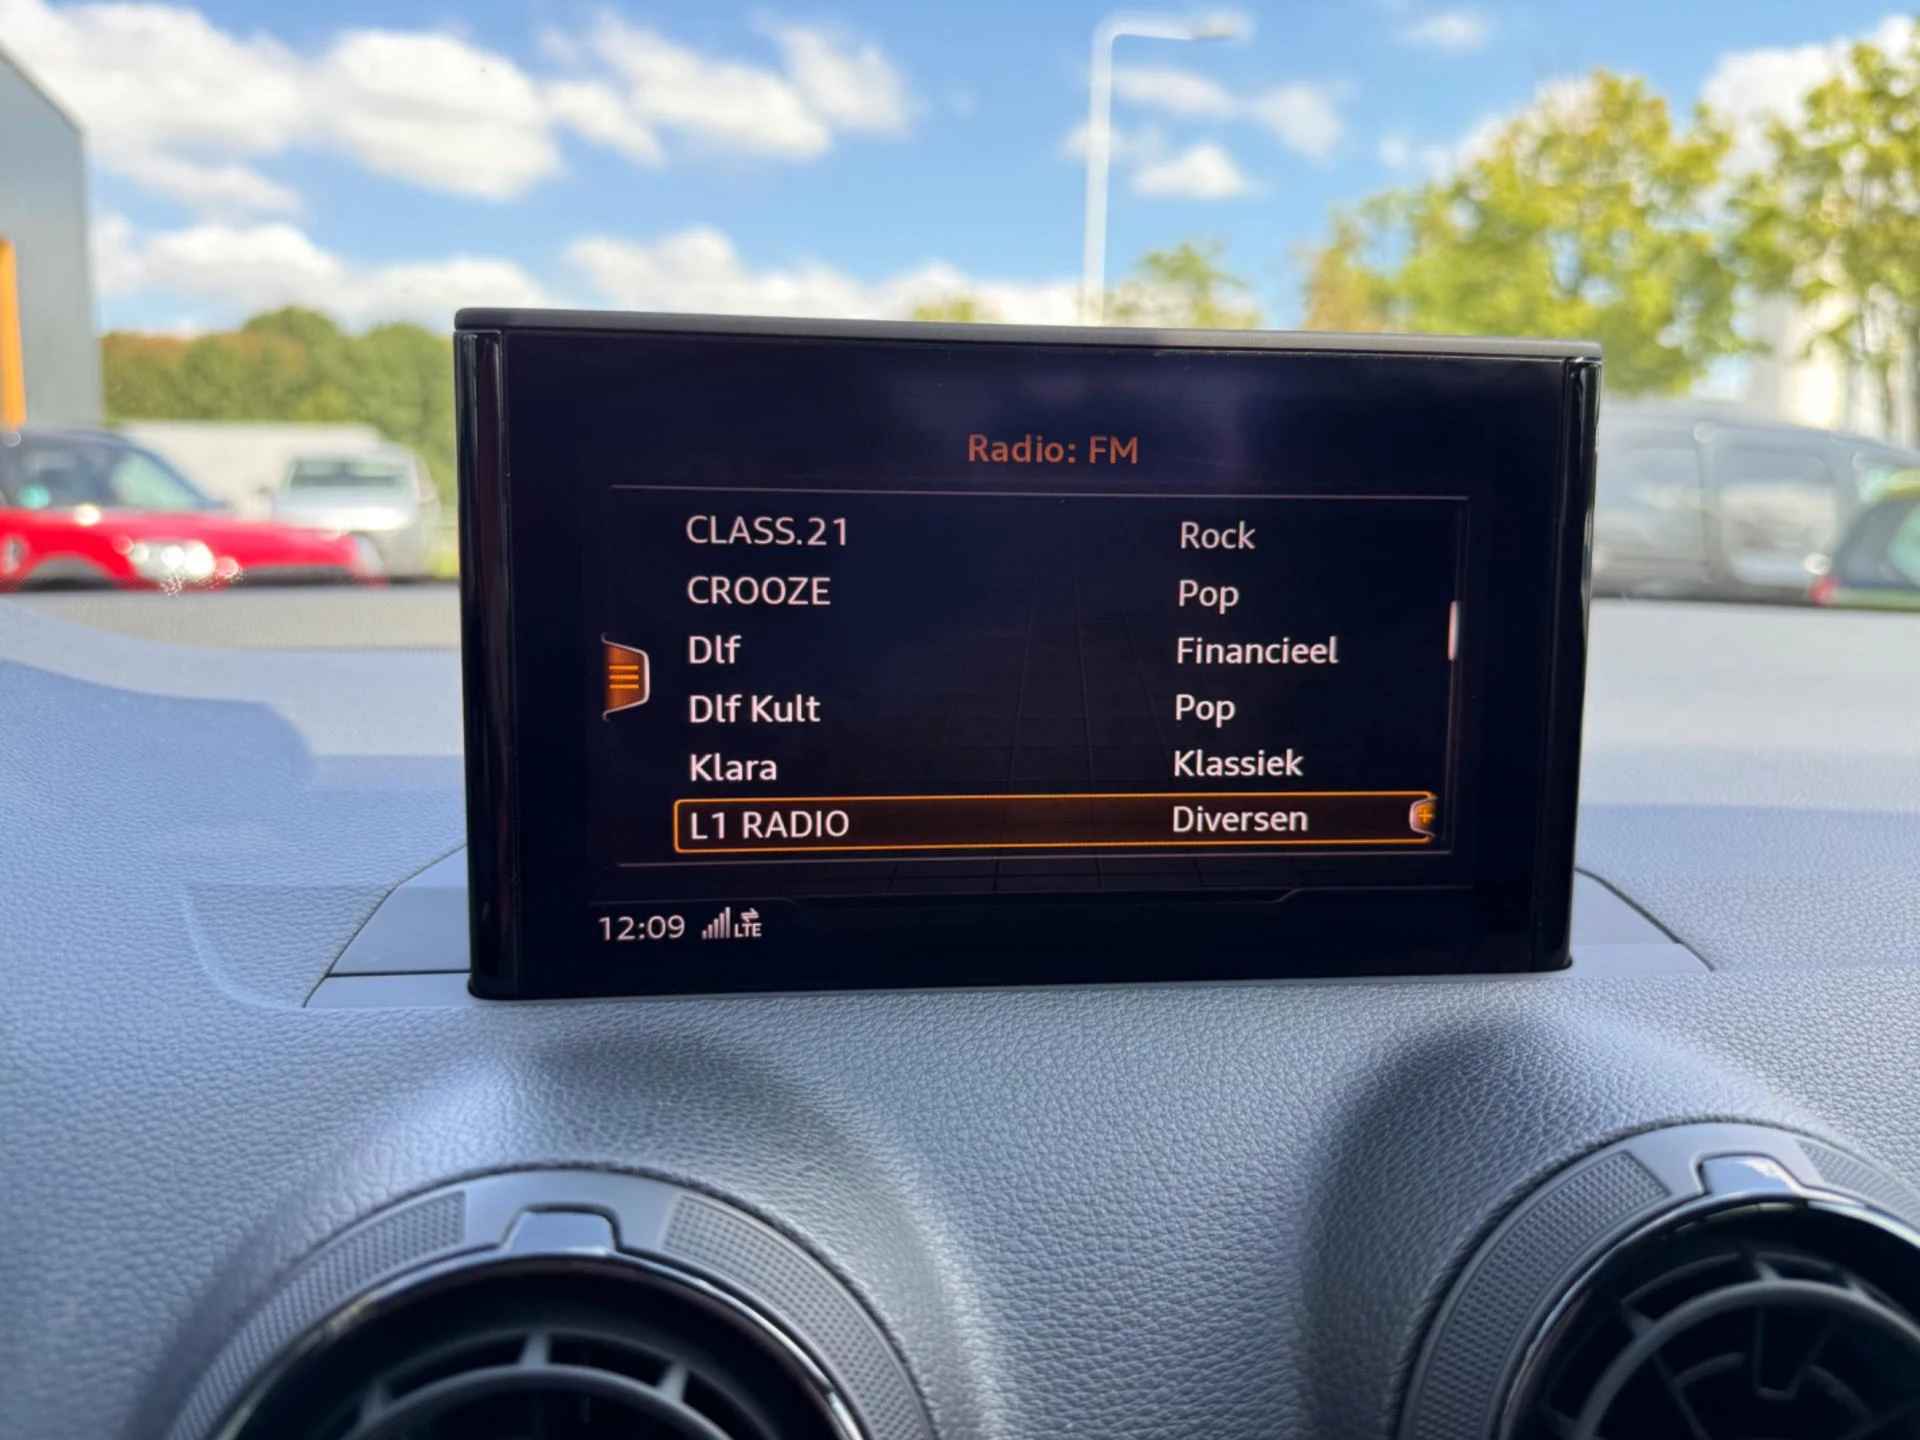 Radio: FM
CLASS.21 Rock
CROOZE Pop
Dlf Financieel
Dlf Kult Pop
Klara Klassiek
L1 RADIO Diversen
12:09 LTE